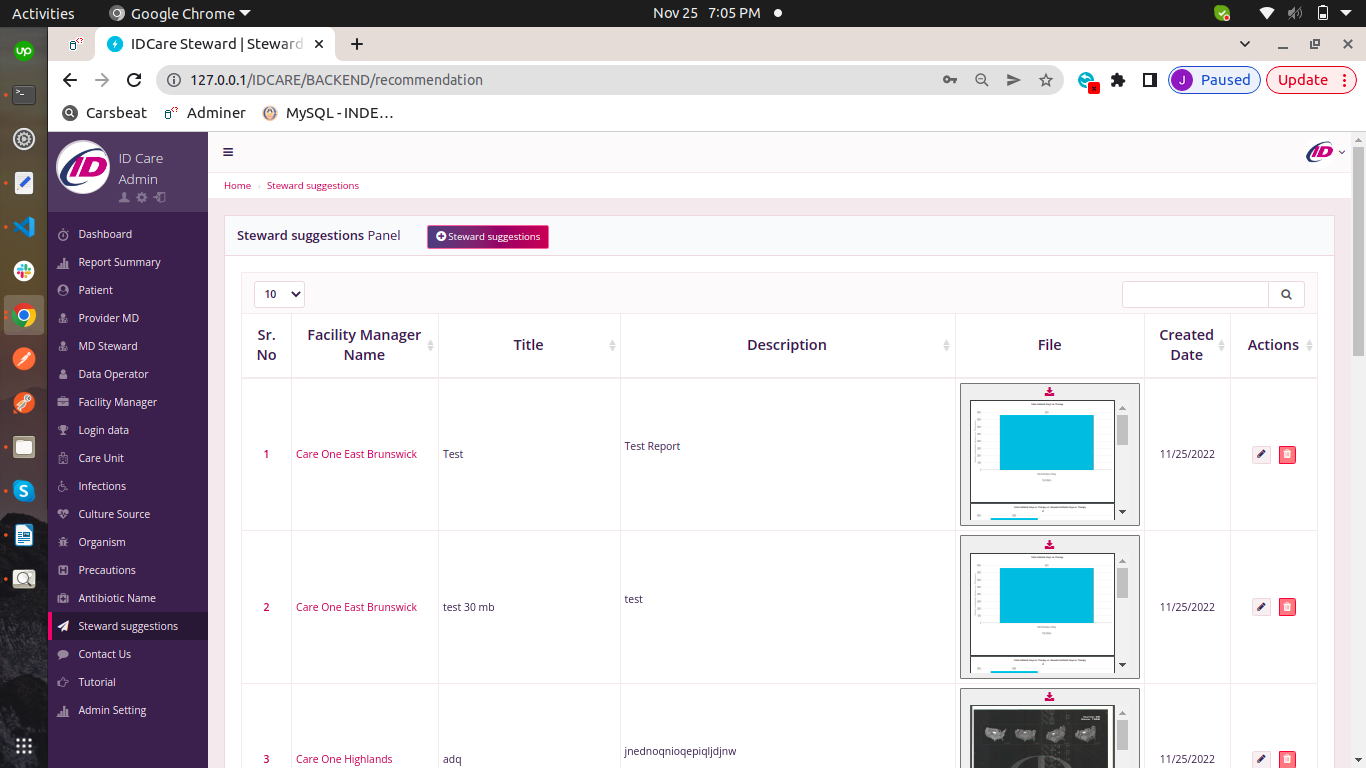 Activities
Google Chrome
Nov 25 7:05 PM
up
IDCare Steward | Steward
127.0.0.1/IDCARE/BACKEND/recommendation
J Paused
Update
Carsbeat
Adminer
MySQL - INDE…
ID
ID Care
Admin
Dashboard
Report Summary
Patient
Provider MD
MD Steward
Data Operator
Facility Manager
Login data
Care Unit
Infections
Culture Source
Organism
Precautions
Antibiotic Name
Steward suggestions
Contact Us
Tutorial
Admin Setting
ID
Home › Steward suggestions
Steward suggestions Panel
Steward suggestions
10
Sr. No
Facility Manager Name
Title
Description
File
Created Date
Actions
1 Care One East Brunswick Test Test Report 11/25/2022
2 Care One East Brunswick test 30 mb test 11/25/2022
3 Care One Highlands adq jnednoqnioqepiqljdjnw 11/25/2022